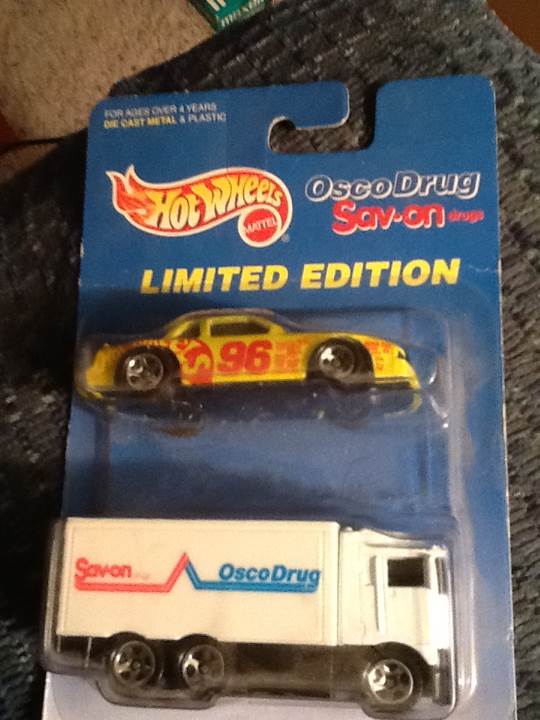 FOR AGES OVER 4 YEARS
DIE CAST METAL & PLASTIC
HOT WHEELS
MATTEL
®
Osco Drug
Sav-on drugs
LIMITED EDITION
96
Sav-on
Osco Drug